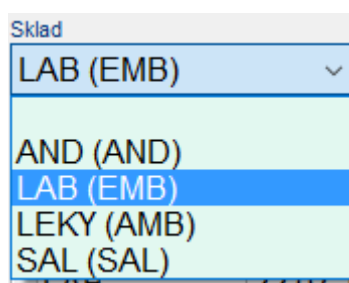 Sklad
LAB (EMB)
AND (AND)
LAB (EMB)
LEKY (AMB)
SAL (SAL)